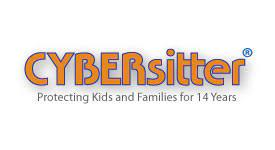 CYBERsitter®
Protecting Kids and Families for 14 Years